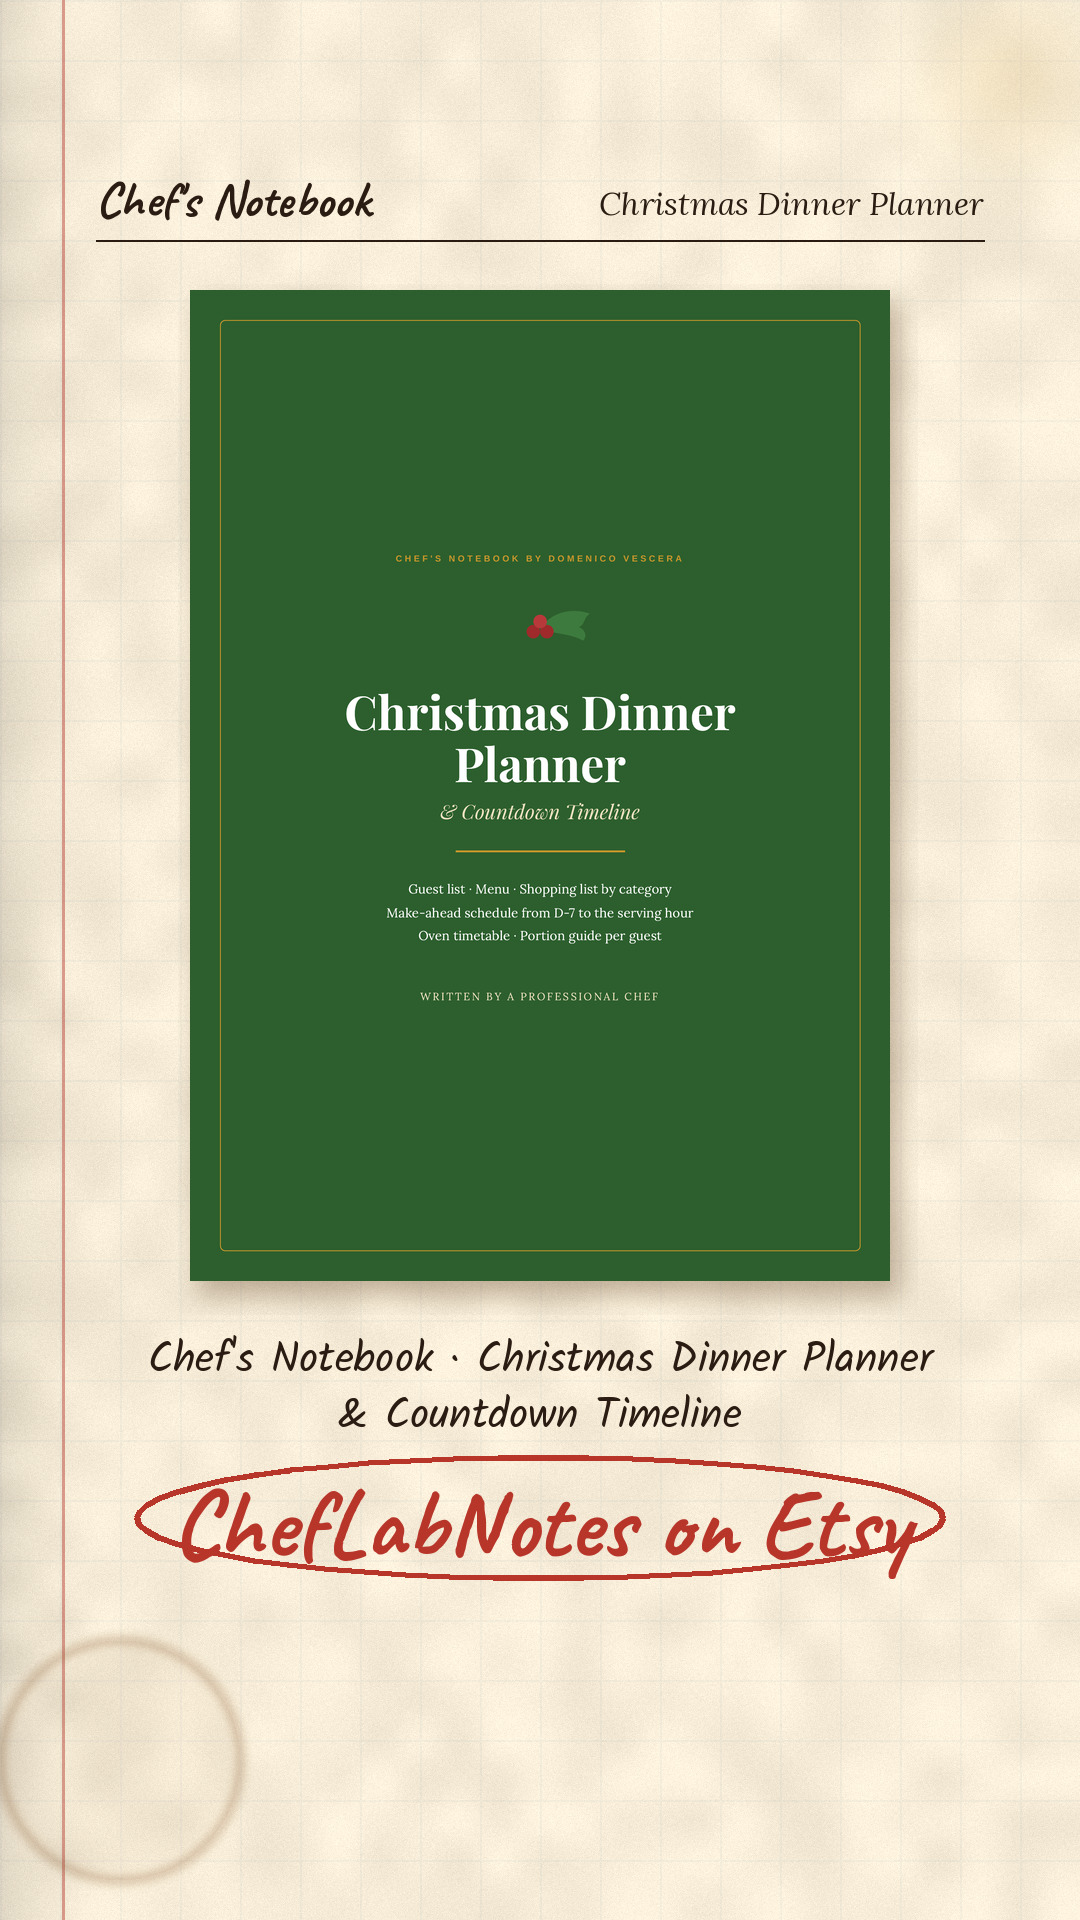 Chef's Notebook
Christmas Dinner Planner
CHEF'S NOTEBOOK BY DOMENICO VESCERA
Christmas Dinner
Planner
& Countdown Timeline
Guest list · Menu · Shopping list by category
Make-ahead schedule from D-7 to the serving hour
Oven timetable · Portion guide per guest
WRITTEN BY A PROFESSIONAL CHEF
Chef's Notebook · Christmas Dinner Planner
& Countdown Timeline
ChefLabNotes on Etsy